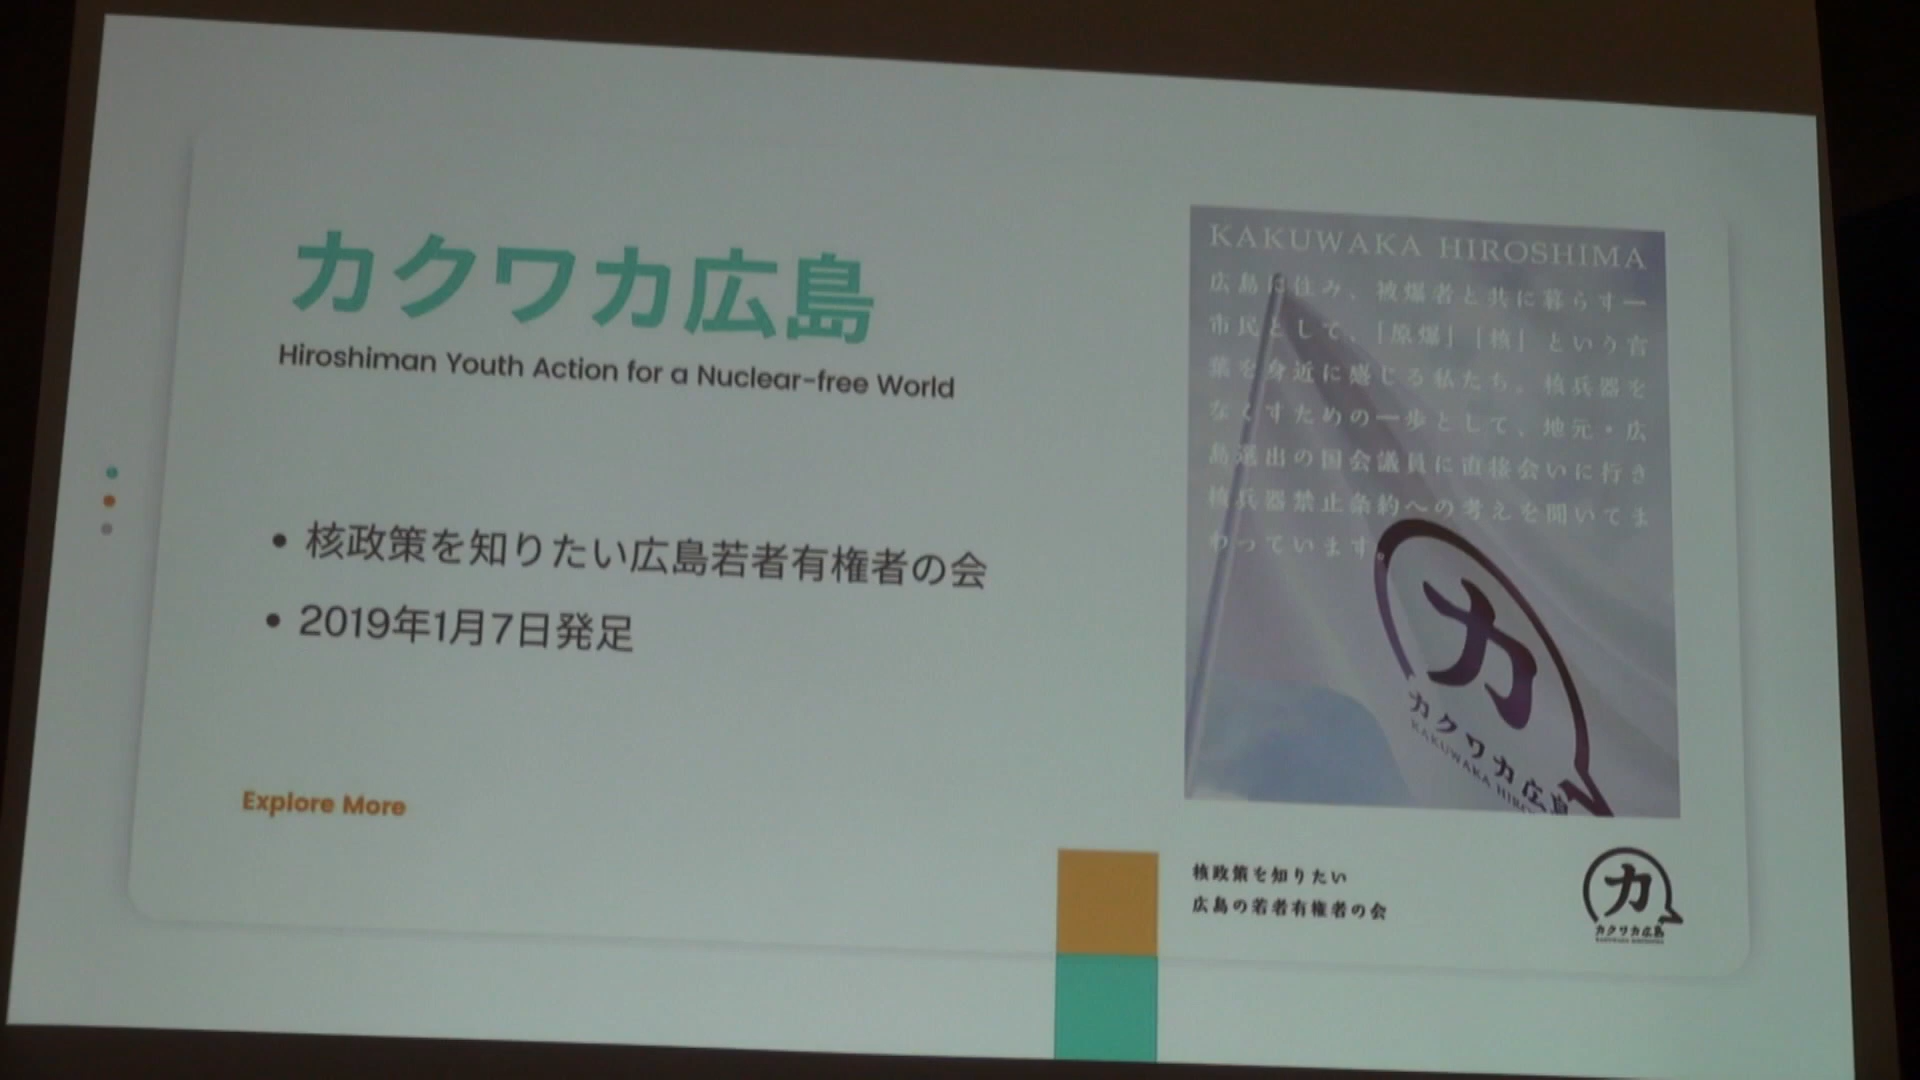 カクワカ広島
Hiroshiman Youth Action for a Nuclear-free World
• 核政策を知りたい広島若者有権者の会
• 2019年1月7日発足
Explore More
KAKUWAKA HIROSHIMA
広島に住み、被爆者と共に暮らす一
市民として、「原爆」「核」という言
葉を身近に感じる私たち。核兵器を
なくすための一歩として、地元・広
島選出の国会議員に直接会いに行き
核兵器禁止条約への考えを聞いてま
わっています。
カ
カクワカ広島
KAKUWAKA HIRO
核政策を知りたい
広島の若者有権者の会
カ
カクワカ広島